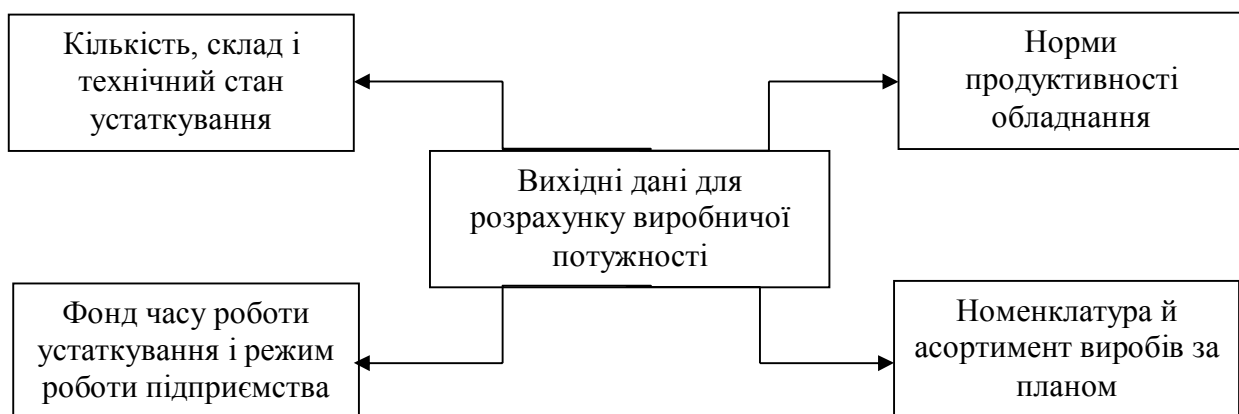 Кількість, склад і
технічний стан
устаткування
Норми
продуктивності
обладнання
Вихідні дані для
розрахунку виробничої
потужності
Фонд часу роботи
устаткування і режим
роботи підприємства
Номенклатура й
асортимент виробів за
планом